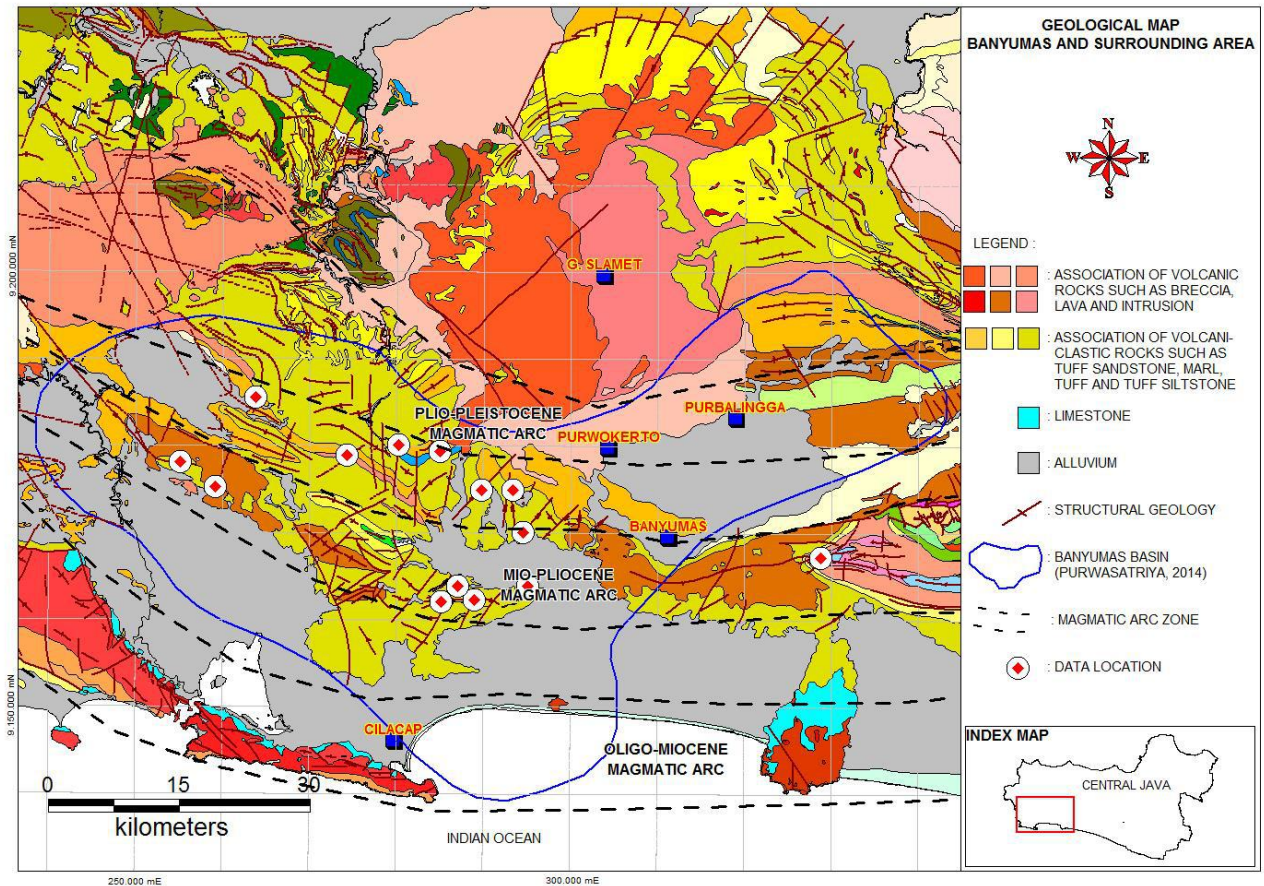 GEOLOGICAL MAP
BANYUMAS AND SURROUNDING AREA
N
W E
S
LEGEND :
: ASSOCIATION OF VOLCANIC
ROCKS SUCH AS BRECCIA,
LAVA AND INTRUSION
: ASSOCIATION OF VOLCANI-
CLASTIC ROCKS SUCH AS
TUFF SANDSTONE, MARL,
TUFF AND TUFF SILTSTONE
: LIMESTONE
: ALLUVIUM
: STRUCTURAL GEOLOGY
: BANYUMAS BASIN
(PURWASATRIYA, 2014)
: MAGMATIC ARC ZONE
: DATA LOCATION
INDEX MAP
CENTRAL JAVA
9.200.000 mN
9.150.000 mN
250.000 mE
300.000 mE
G. SLAMET
PURBALINGGA
PLIO-PLEISTOCENE
MAGMATIC ARC
PURWOKERTO
BANYUMAS
MIO-PLIOCENE
MAGMATIC ARC
CILACAP
OLIGO-MIOCENE
MAGMATIC ARC
0 15 30
kilometers
INDIAN OCEAN